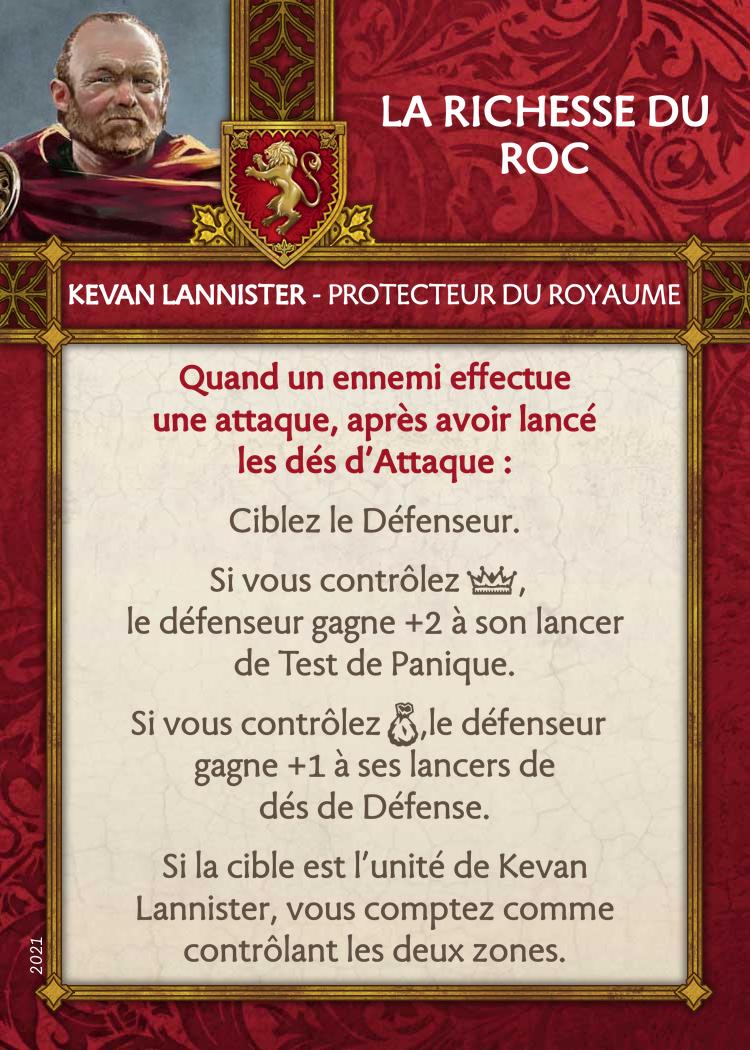 LA RICHESSE DU
ROC
KEVAN LANNISTER - PROTECTEUR DU ROYAUME
Quand un ennemi effectue
une attaque, après avoir lancé
les dés d'Attaque :
Ciblez le Défenseur.
Si vous contrôlez ,
le défenseur gagne +2 à son lancer
de Test de Panique.
Si vous contrôlez ,le défenseur
gagne +1 à ses lancers de
dés de Défense.
Si la cible est l'unité de Kevan
Lannister, vous comptez comme
contrôlant les deux zones.
2021